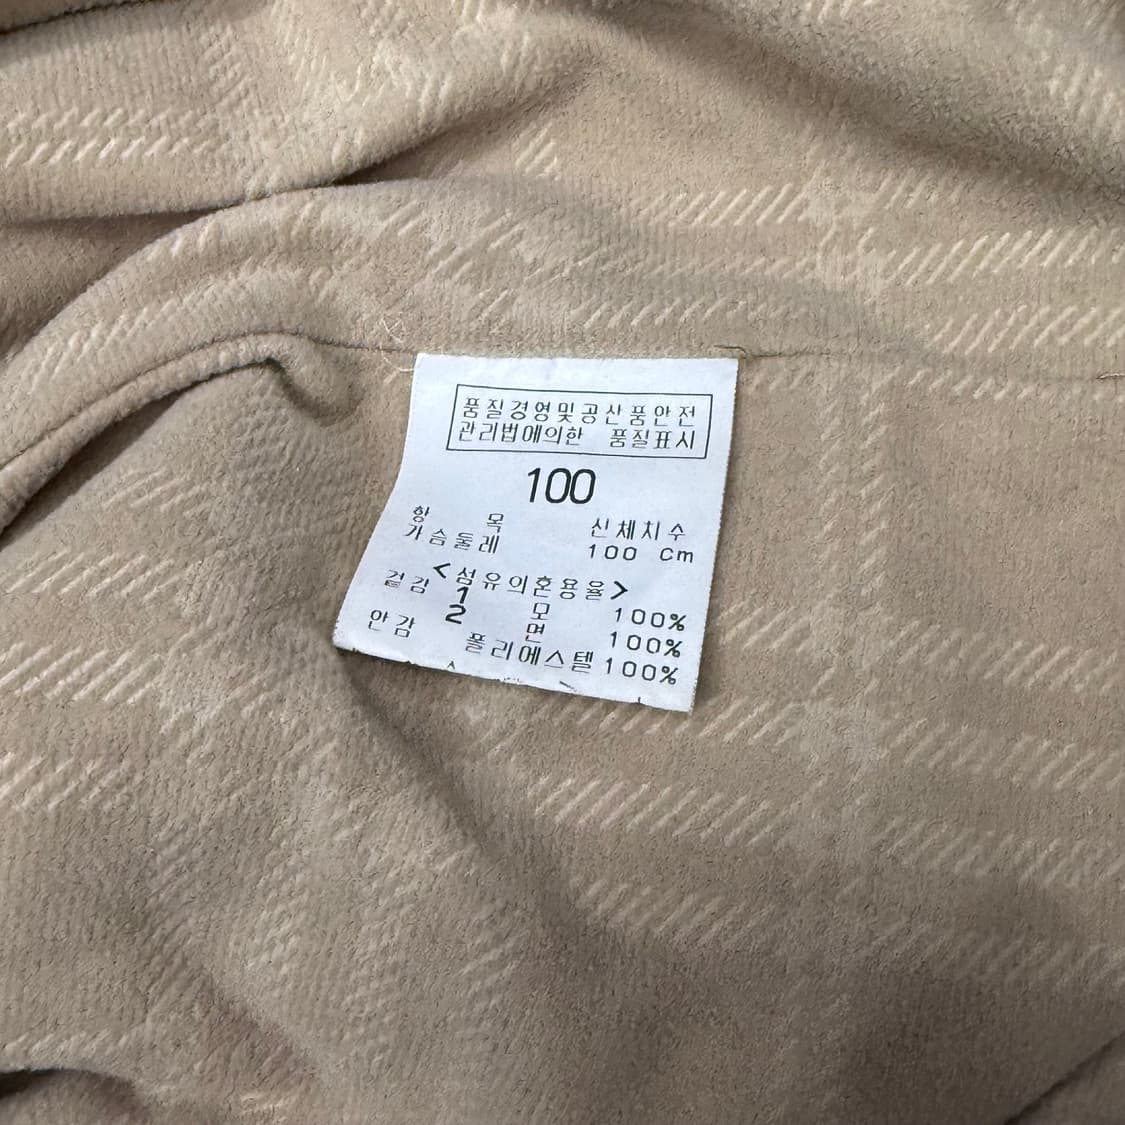 품질경영및공산품안전
관리법에의한 품질표시
100
항 목 신체치수
가슴둘레 100 cm
<섬유의혼용율>
겉감 1 모 100%
2 면 100%
안감 폴리에스텔 100%